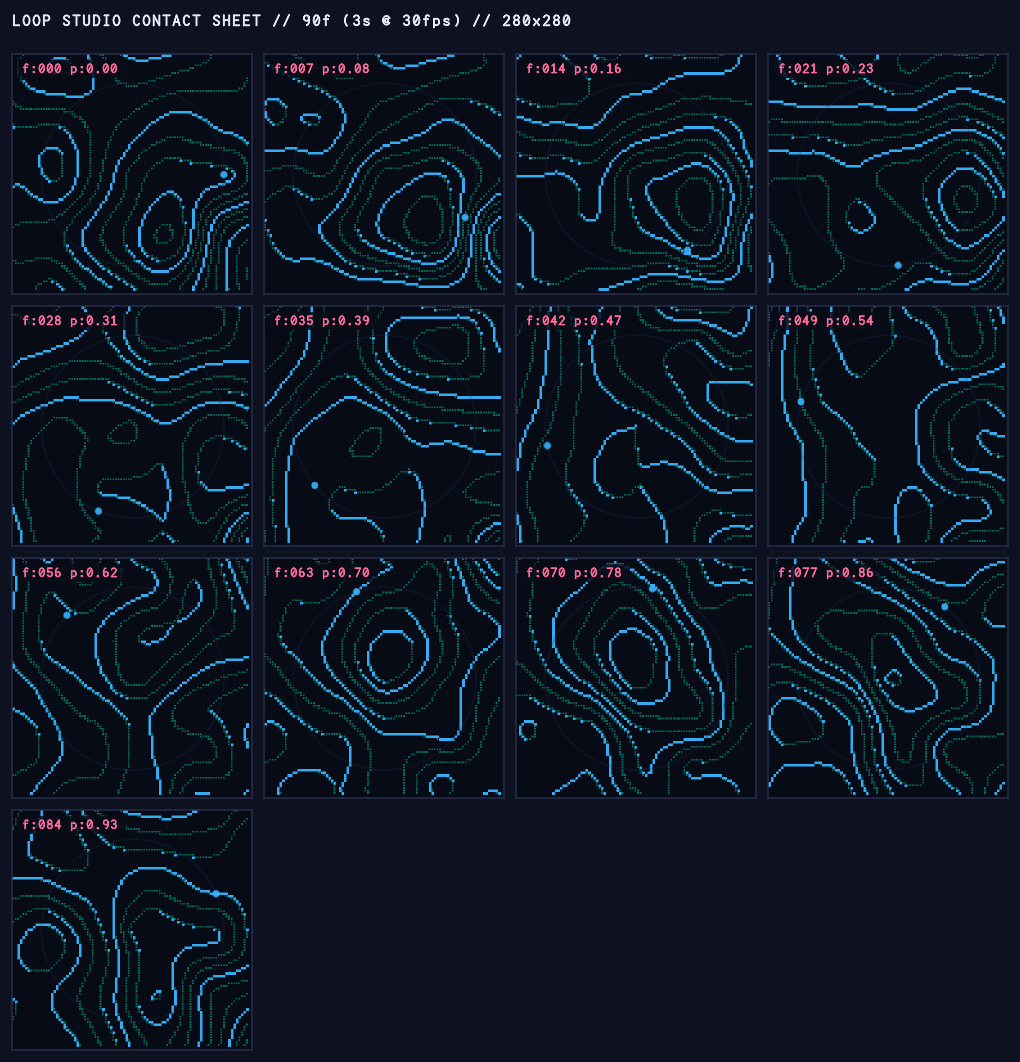 LOOP STUDIO CONTACT SHEET // 90f (3s @ 30fps) // 280x280
f:000 p:0.00
f:007 p:0.08
f:014 p:0.16
f:021 p:0.23
f:028 p:0.31
f:035 p:0.39
f:042 p:0.47
f:049 p:0.54
f:056 p:0.62
f:063 p:0.70
f:070 p:0.78
f:077 p:0.86
f:084 p:0.93